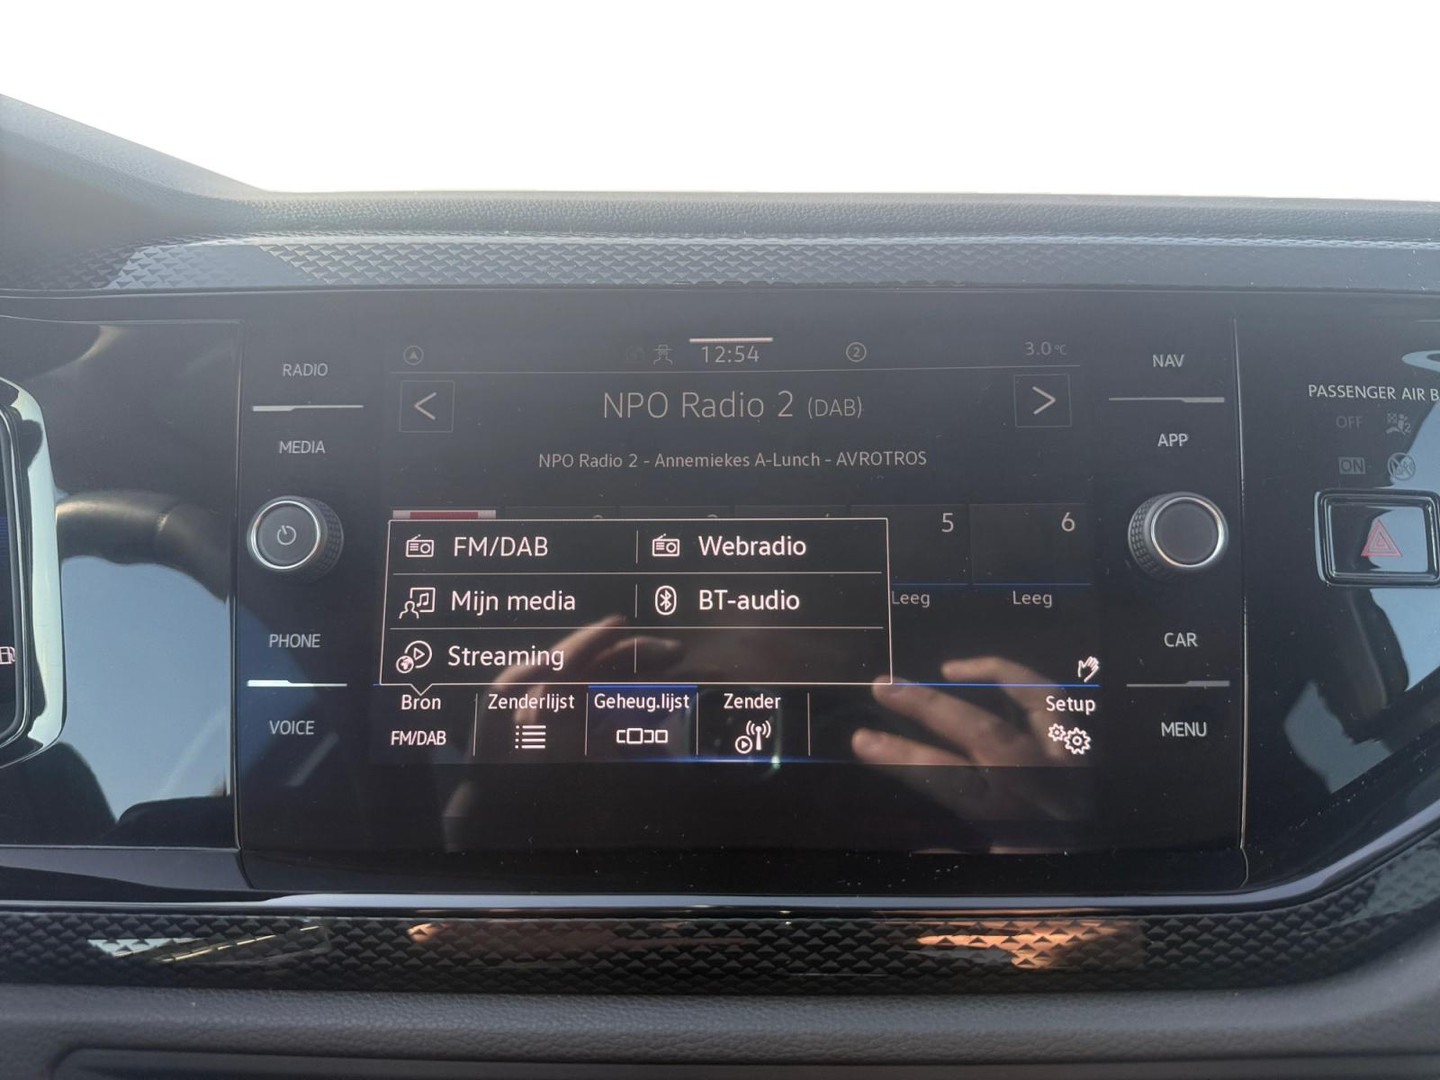 RADIO
MEDIA
PHONE
VOICE
12:54
2
3.0°C
< >
NPO Radio 2 (DAB)
NPO Radio 2 - Annemiekes A-Lunch - AVROTROS
5 6
Leeg Leeg
FM/DAB Webradio
Mijn media BT-audio
Streaming
Bron Zenderlijst Geheug.lijst Zender Setup
FM/DAB
NAV
APP
CAR
MENU
PASSENGER AIR B
OFF
ON